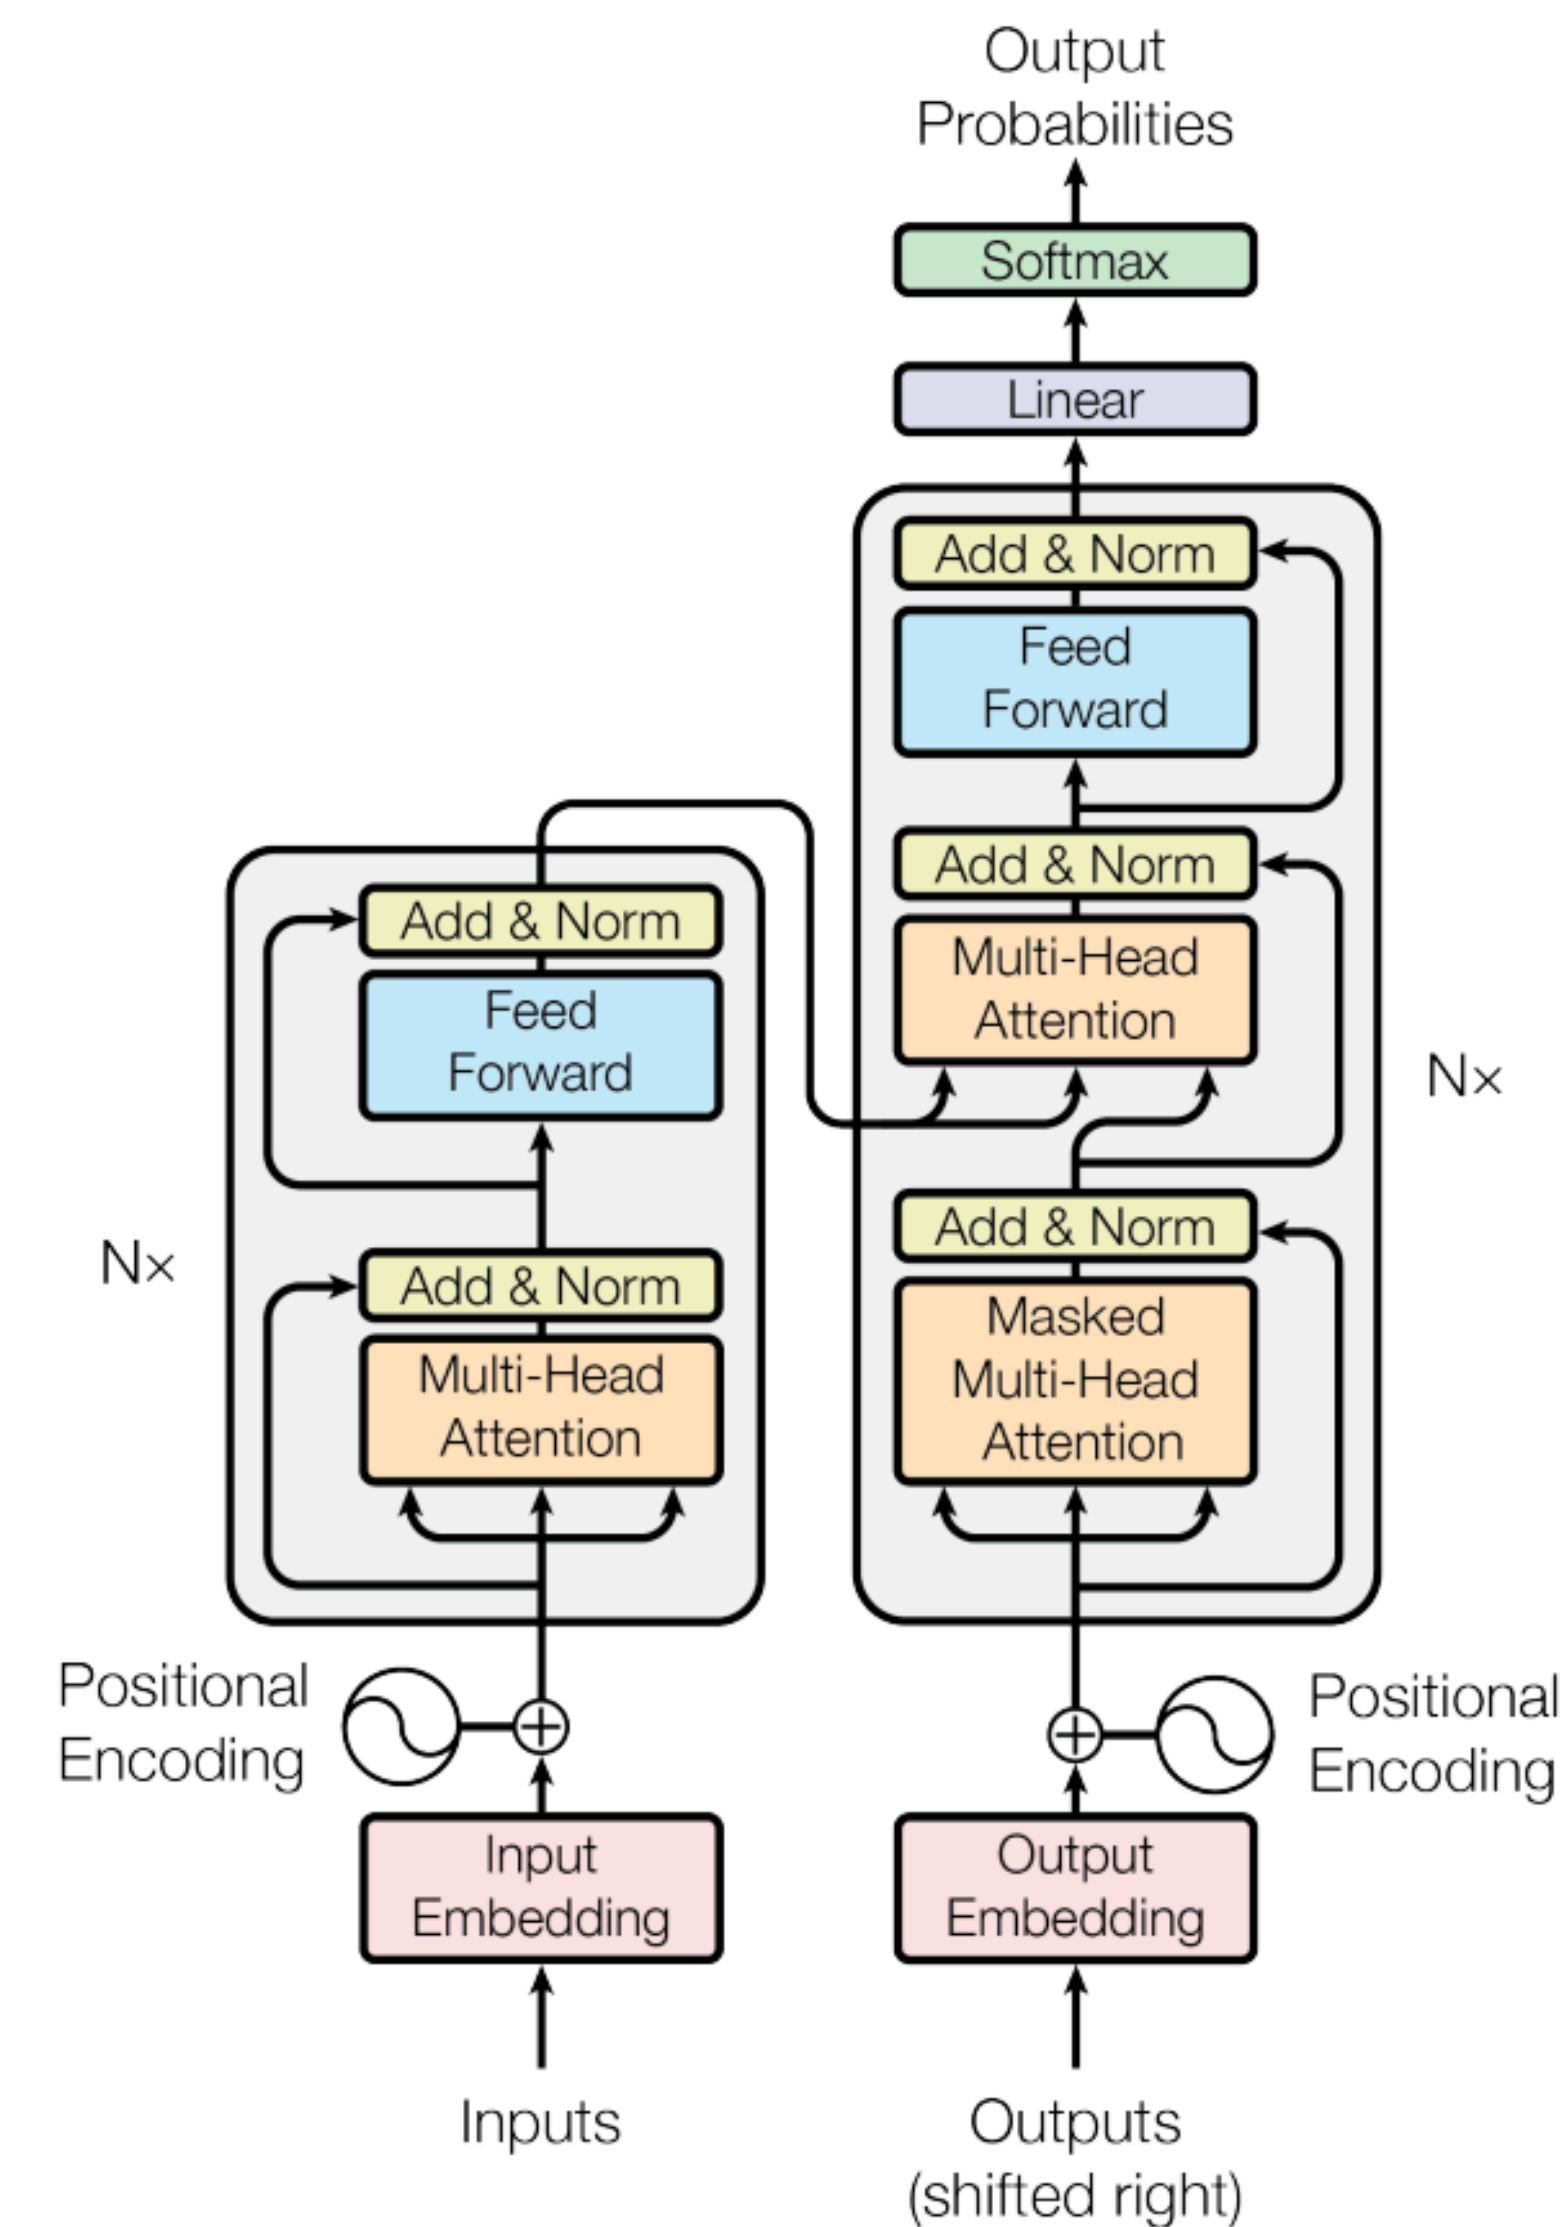 Output
Probabilities
Softmax
Linear
Add & Norm
Feed
Forward
Add & Norm
Multi-Head
Attention
Add & Norm
Masked
Multi-Head
Attention
Nx
Add & Norm
Feed
Forward
Add & Norm
Multi-Head
Attention
Nx
Positional
Encoding
Positional
Encoding
Input
Embedding
Output
Embedding
Inputs
Outputs
(shifted right)